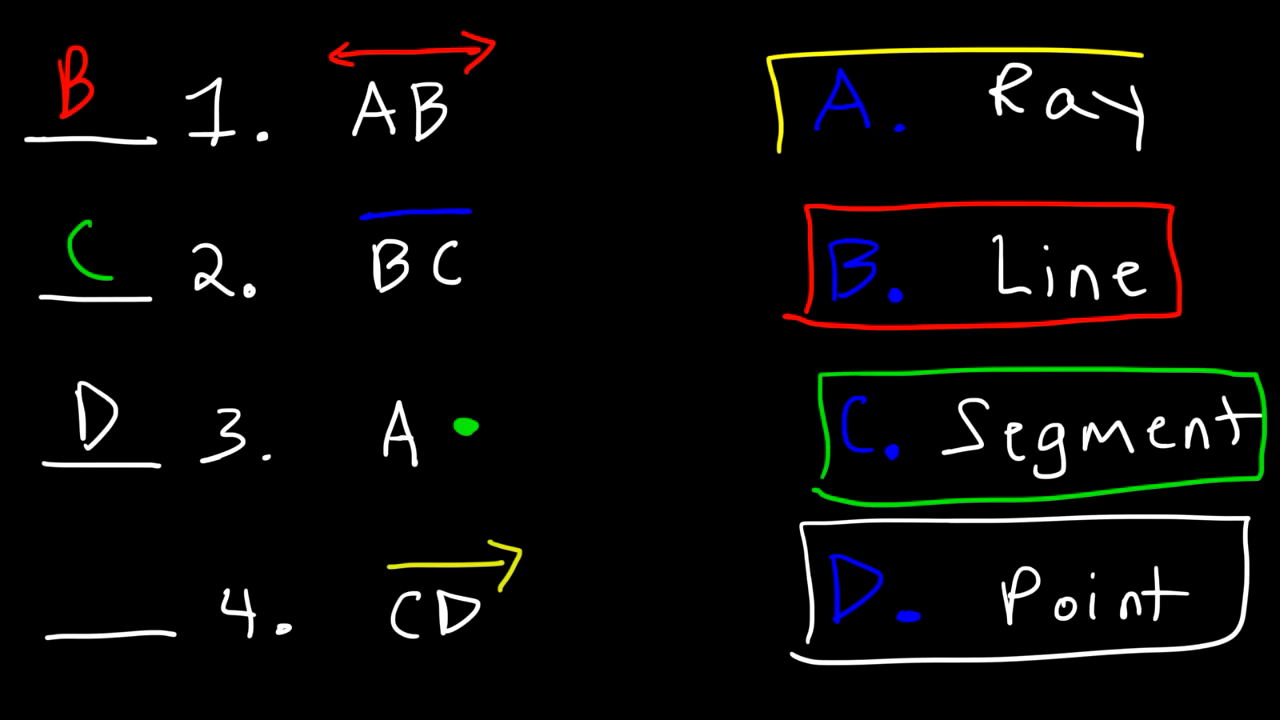 B 1. AB A. Ray
C 2. BC B. Line
D 3. A C. Segment
4. CD D. Point